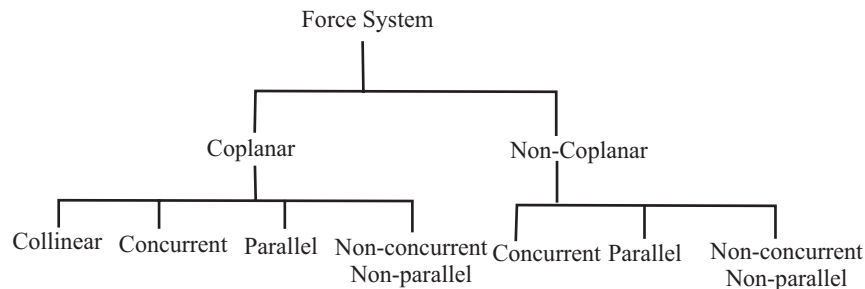 Force System
Coplanar
Non-Coplanar
Collinear
Concurrent
Parallel
Non-concurrent
Non-parallel
Concurrent
Parallel
Non-concurrent
Non-parallel